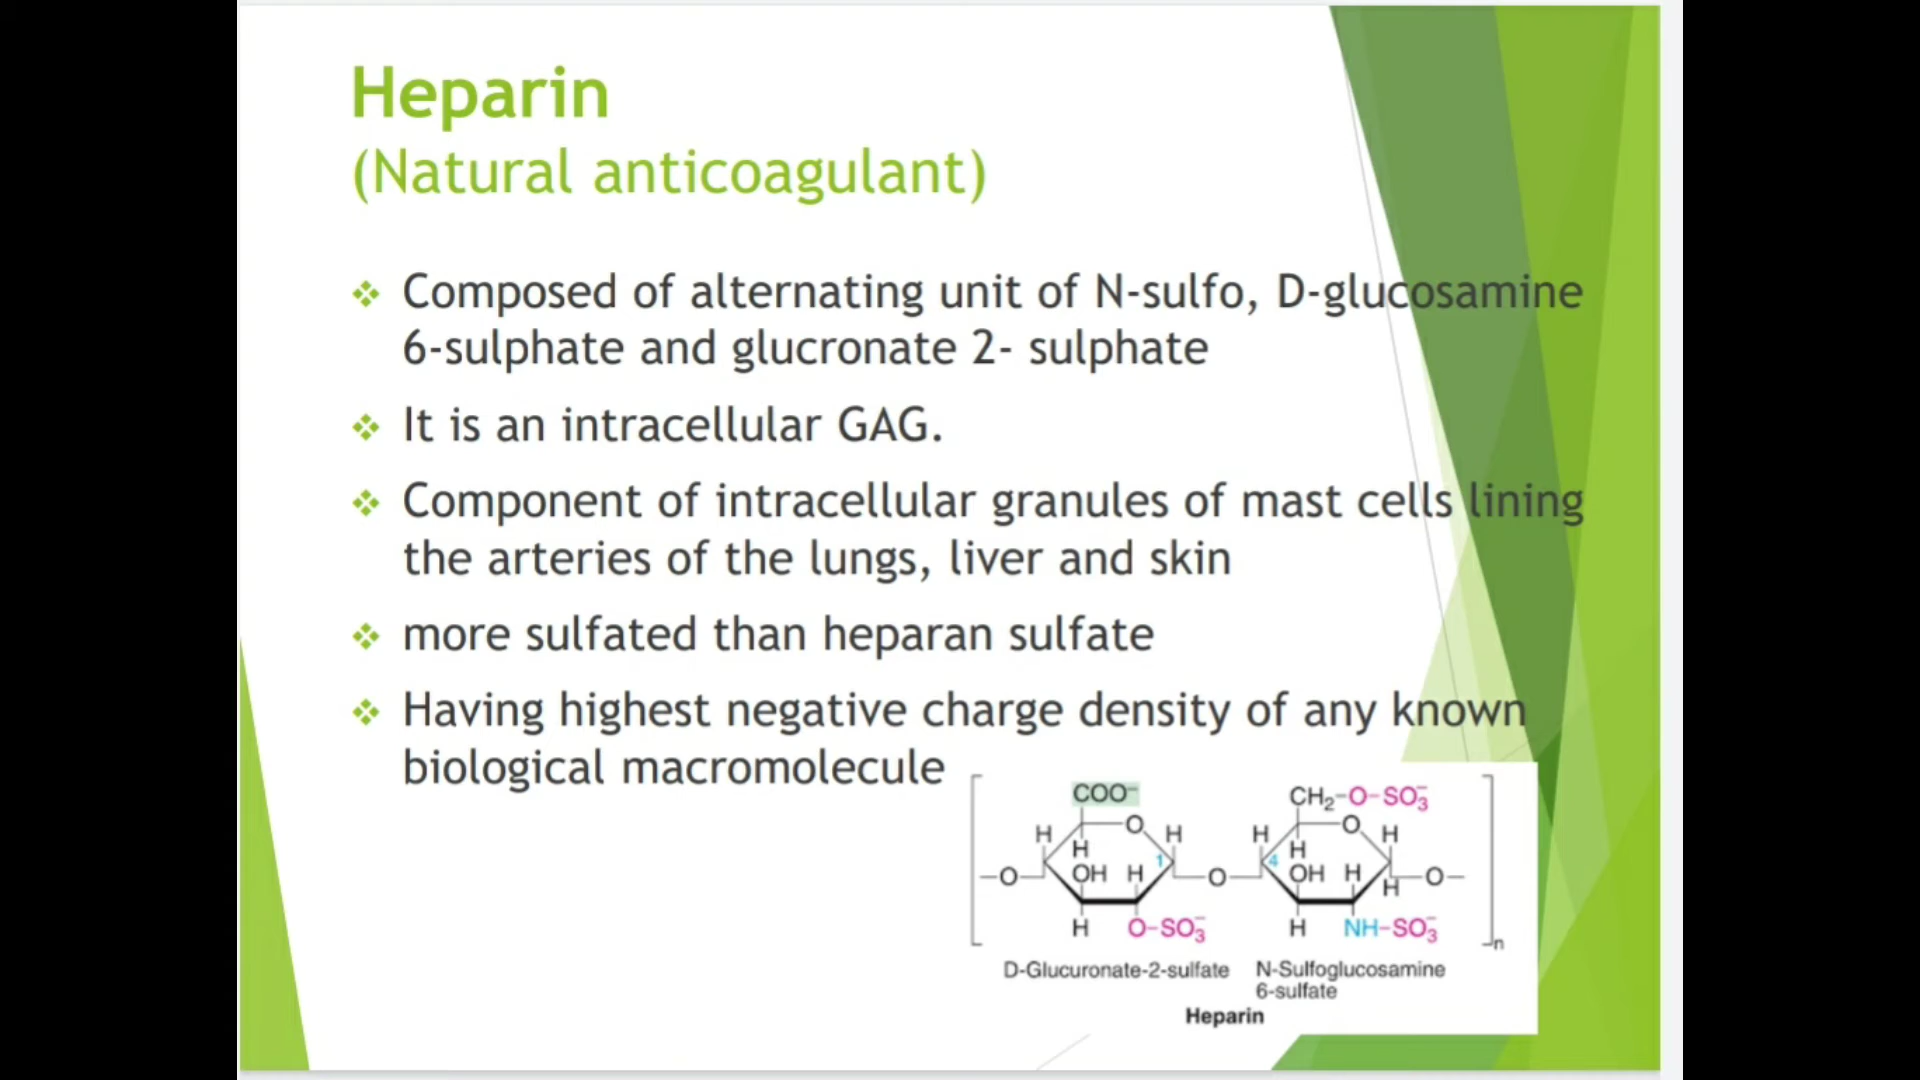 Heparin
(Natural anticoagulant)
Composed of alternating unit of N-sulfo, D-glucosamine
6-sulphate and glucronate 2- sulphate
It is an intracellular GAG.
Component of intracellular granules of mast cells lining
the arteries of the lungs, liver and skin
more sulfated than heparan sulfate
Having highest negative charge density of any known
biological macromolecule
COO⁻ CH₂-O-SO₃⁻
H O H H O H
H 1 4 H
-O- OH H -O- OH H H -O-
H O-SO₃⁻ H NH-SO₃⁻ n
D-Glucuronate-2-sulfate N-Sulfoglucosamine
6-sulfate
Heparin